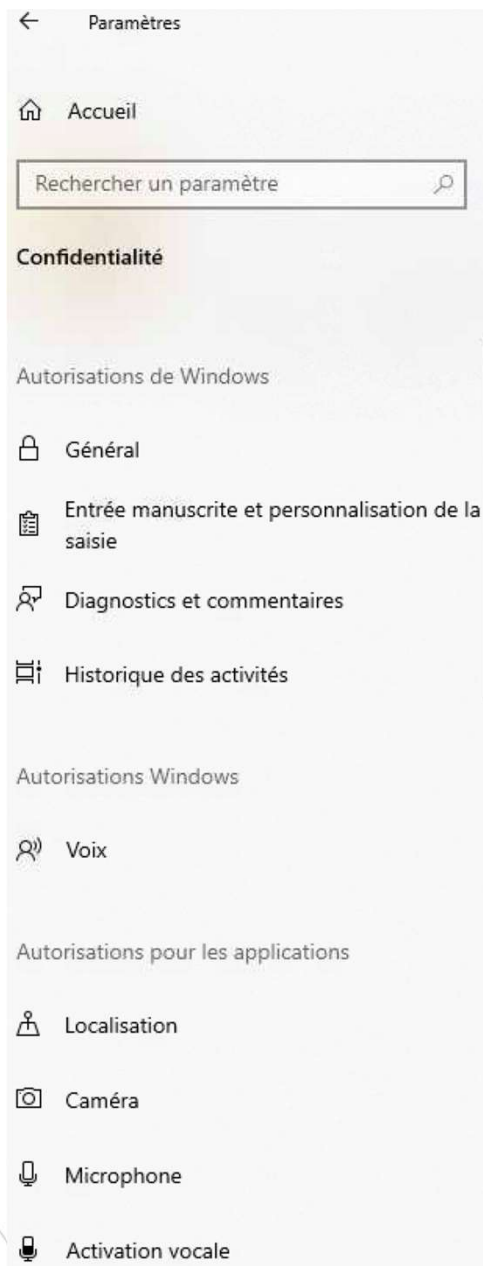 Paramètres
Accueil
Rechercher un paramètre
Confidentialité
Autorisations de Windows
Général
Entrée manuscrite et personnalisation de la
saisie
Diagnostics et commentaires
Historique des activités
Autorisations Windows
Voix
Autorisations pour les applications
Localisation
Caméra
Microphone
Activation vocale